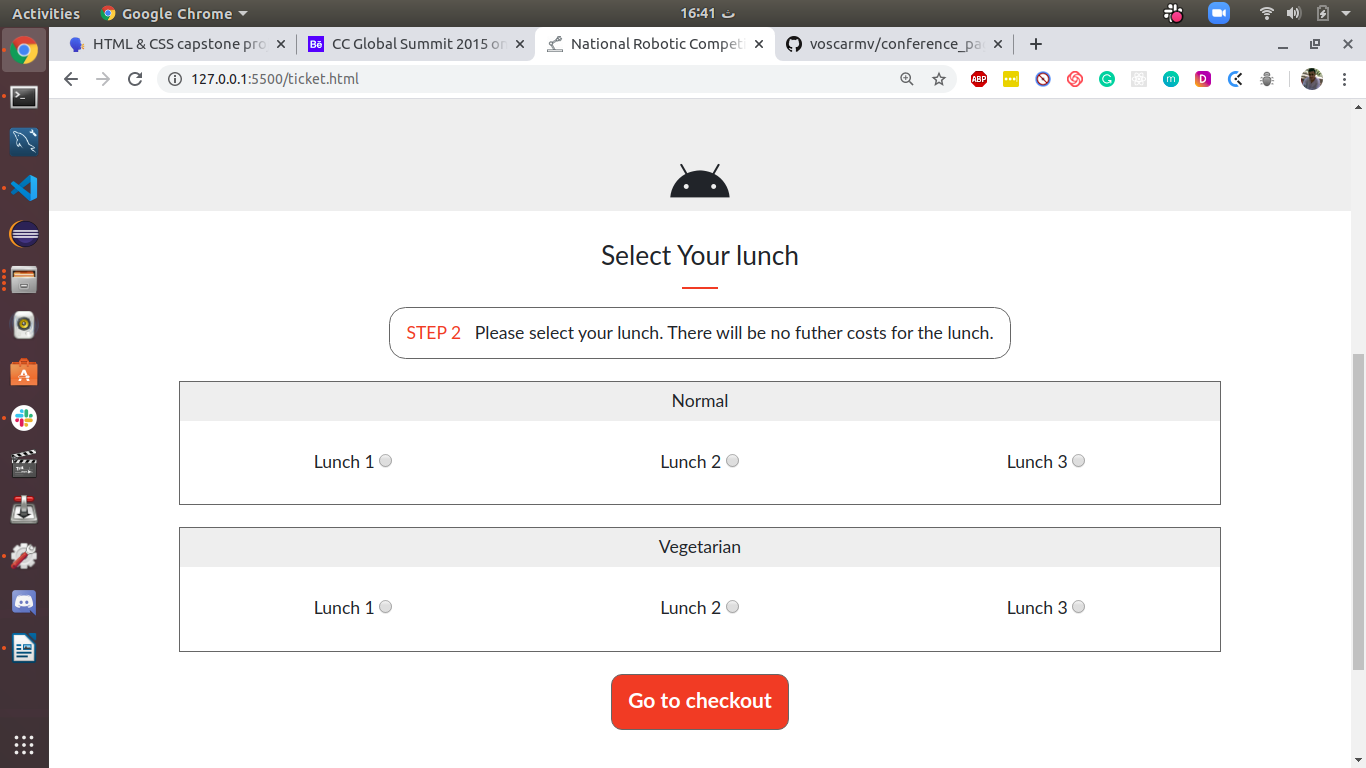 Activities Google Chrome 16:41 ث
HTML & CSS capstone pro CC Global Summit 2015 on National Robotic Competi voscarmv/conference_pa
127.0.0.1:5500/ticket.html
Select Your lunch
STEP 2 Please select your lunch. There will be no futher costs for the lunch.
Normal
Lunch 1 Lunch 2 Lunch 3
Vegetarian
Lunch 1 Lunch 2 Lunch 3
Go to checkout